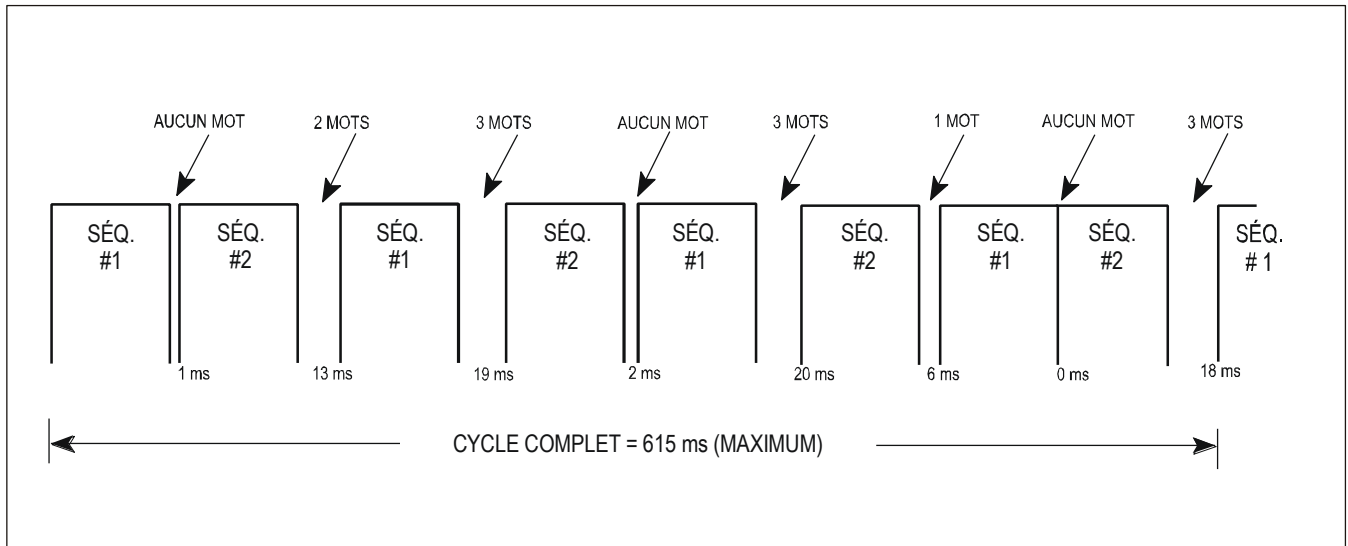 AUCUN MOT 2 MOTS 3 MOTS AUCUN MOT 3 MOTS 1 MOT AUCUN MOT 3 MOTS
SÉQ. SÉQ. SÉQ. SÉQ. SÉQ. SÉQ. SÉQ. SÉQ. SÉQ.
#1 #2 #1 #2 #1 #2 #1 #2 # 1
1 ms 13 ms 19 ms 2 ms 20 ms 6 ms 0 ms 18 ms
CYCLE COMPLET = 615 ms (MAXIMUM)